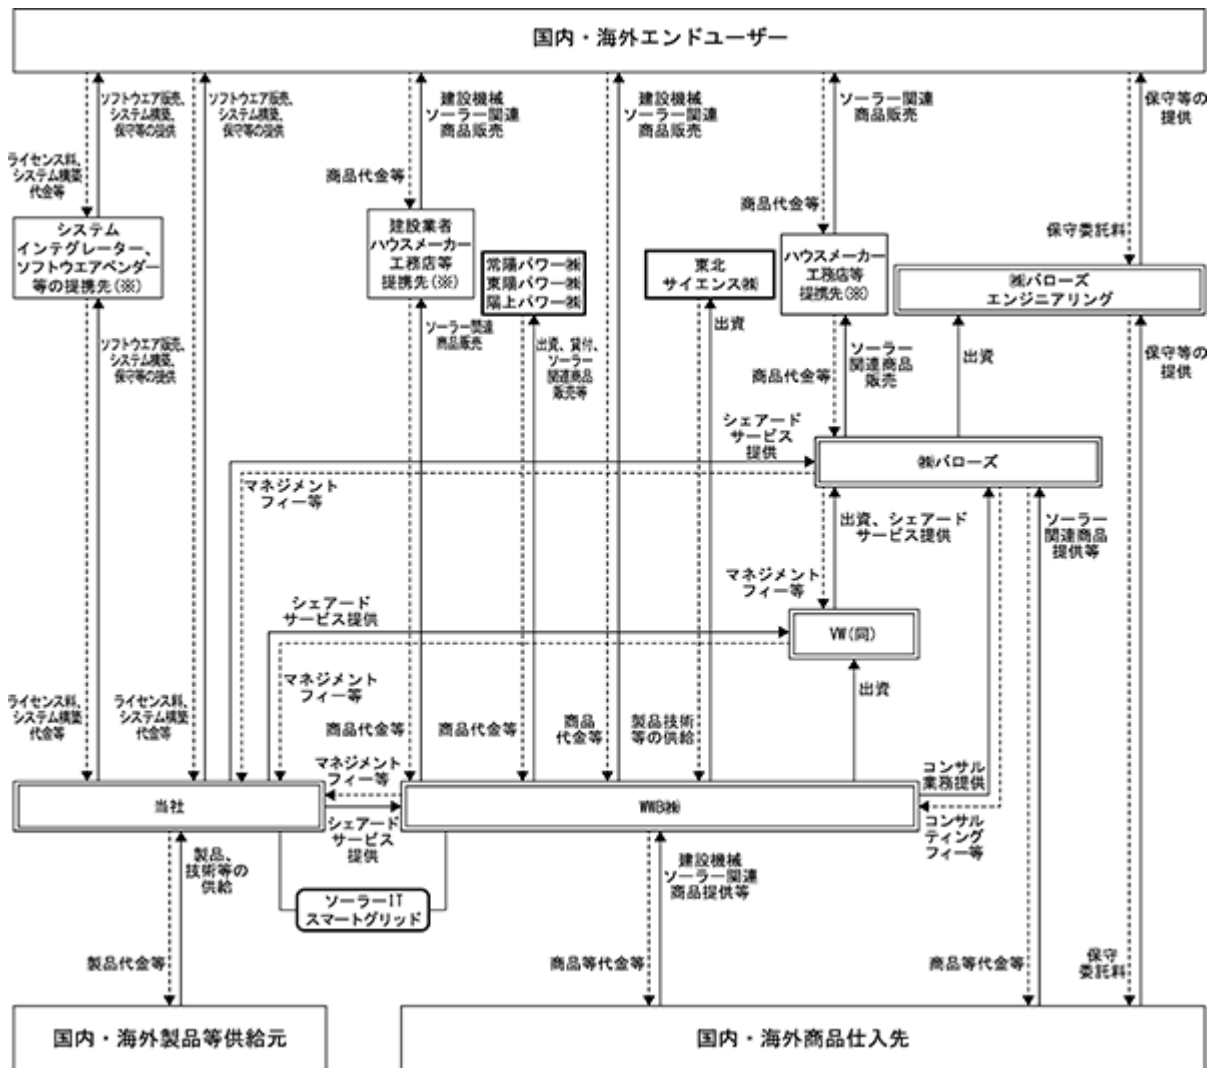 国内・海外エンドユーザー
ソフトウエア販売、
システム構築、
保守等の提供
ソフトウエア販売、
システム構築、
保守等の提供
建設機械
ソーラー関連
商品販売
建設機械
ソーラー関連
商品販売
ソーラー関連
商品販売
保守等の
提供
ライセンス料、
システム構築
代金等
商品代金等
商品代金等
保守委託料
システム
インテグレーター、
ソフトウエアベンダー
等の提携先(※)
建設業者
ハウスメーカー
工務店等
提携先(※)
常陽パワー㈱
東陽パワー㈱
陽上パワー㈱
東北
サイエンス㈱
ハウスメーカー
工務店等
提携先(※)
㈱バローズ
エンジニアリング
ソフトウエア販売、
システム構築、
保守等の提供
ソーラー関連
商品販売
出資、貸付、
ソーラー
関連商品
販売等
出資
商品代金等
ソーラー
関連商品
販売
出資
保守等の
提供
シェアード
サービス
提供
㈱バローズ
マネジメント
フィー等
出資、シェアード
サービス提供
ソーラー
関連商品
提供等
マネジメント
フィー等
シェアード
サービス提供
VW(同)
マネジメント
フィー等
出資
ライセンス料、
システム構築
代金等
ライセンス料、
システム構築
代金等
商品代金等
商品代金等
商品
代金等
製品技術
等の供給
マネジメント
フィー等
コンサル
業務提供
当社
WWB㈱
シェアード
サービス
提供
コンサル
ティング
フィー等
製品、
技術等の
供給
ソーラーIT
スマートグリッド
建設機械
ソーラー関連
商品提供等
製品代金等
商品等代金等
商品等代金等
保守
委託料
国内・海外製品等供給元
国内・海外商品仕入先